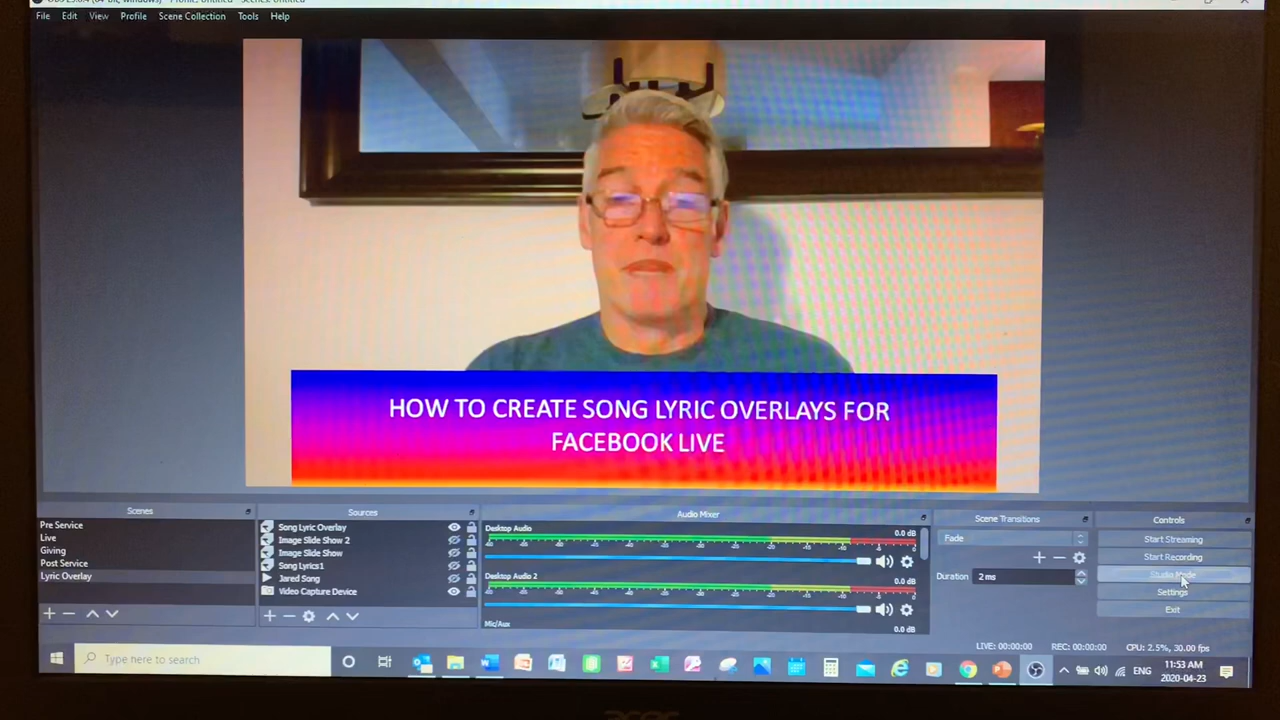 File Edit View Profile Scene Collection Tools Help
HOW TO CREATE SONG LYRIC OVERLAYS FOR
FACEBOOK LIVE
Scenes
Pre Service
Live
Giving
Post Service
Lyric Overlay
Sources
Song Lyric Overlay
Image Slide Show 2
Image Slide Show
Song Lyrics1
Jared Song
Video Capture Device
Audio Mixer
Desktop Audio
0.0 dB
Desktop Audio 2
0.0 dB
Mic/Aux
0.0 dB
Scene Transitions
Fade
Duration 2 ms
Controls
Start Streaming
Start Recording
Studio Mode
Settings
Exit
LIVE: 00:00:00 REC: 00:00:00 CPU: 2.5%, 30.00 fps
Type here to search
ENG
11:53 AM
2020-04-23
acer